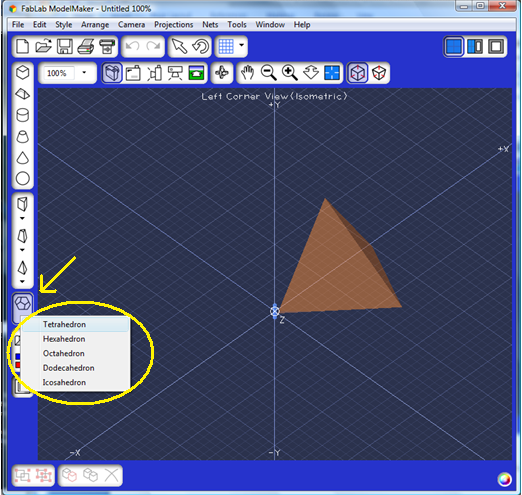 FabLab ModelMaker - Untitled 100%
File Edit Style Arrange Camera Projections Nets Tools Window Help
100%
Left Corner View (Isometric)
+Y
+X
Z
Tetrahedron
Hexahedron
Octahedron
Dodecahedron
Icosahedron
-X
-Y